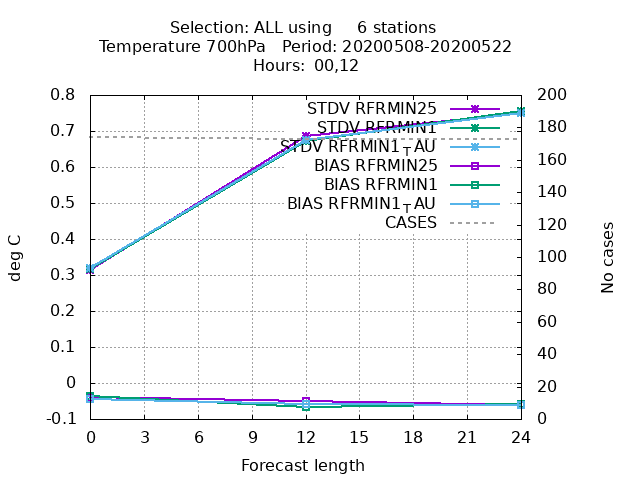 Selection: ALL using     6 stations
Temperature 700hPa   Period: 20200508-20200522
Hours: 00,12
STDV RFRMIN25
STDV RFRMIN1
STDV RFRMIN1_TAU
BIAS RFRMIN25
BIAS RFRMIN1
BIAS RFRMIN1_TAU
CASES
0.8
0.7
0.6
0.5
0.4
0.3
0.2
0.1
0
-0.1
deg C
200
180
160
140
120
100
80
60
40
20
0
No cases
0 3 6 9 12 15 18 21 24
Forecast length